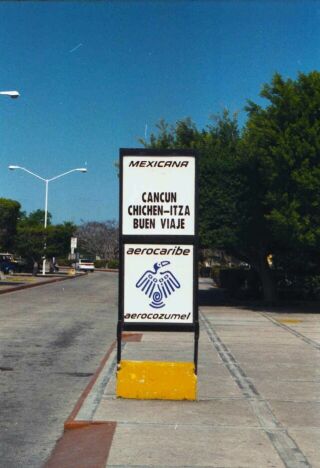 MEXICANA
CANCUN
CHICHEN-ITZA
BUEN VIAJE
aerocaribe
aerocozumel